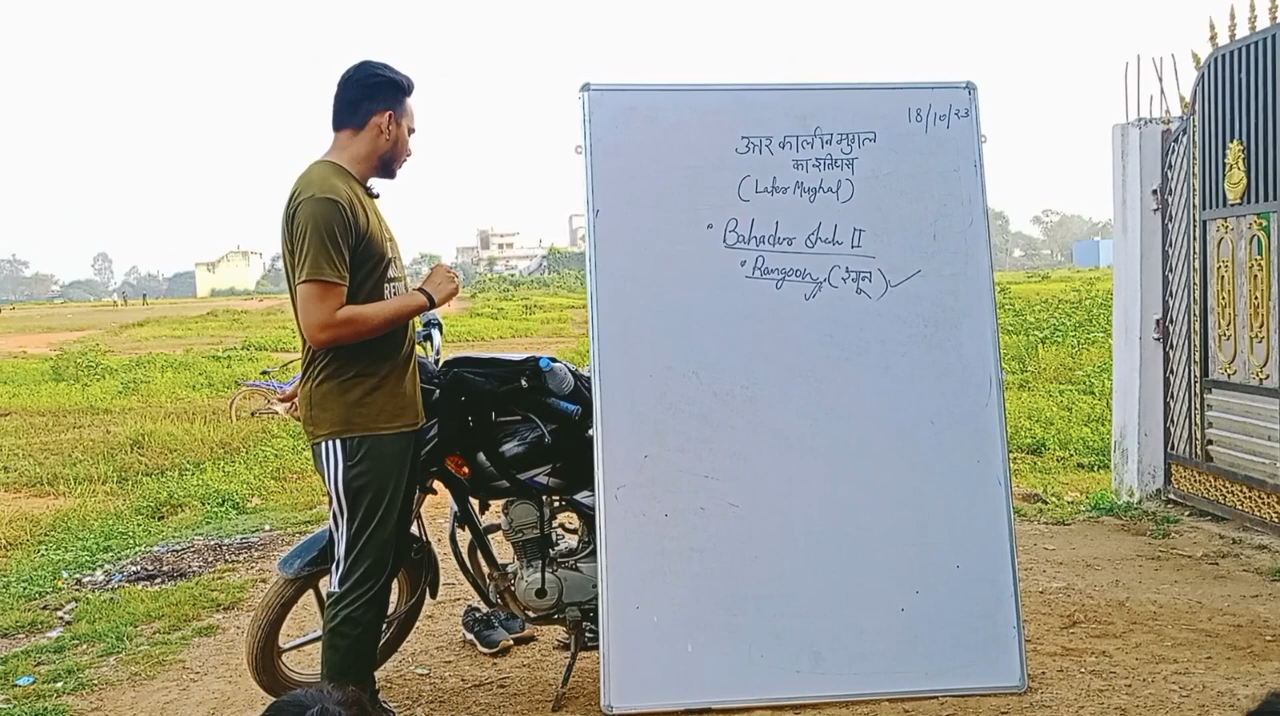 18/10/23
उत्तर कालीन मुगल
का इतिहास
(Later Mughal)
Bahadur Shah II
Rangoon (रंगून)